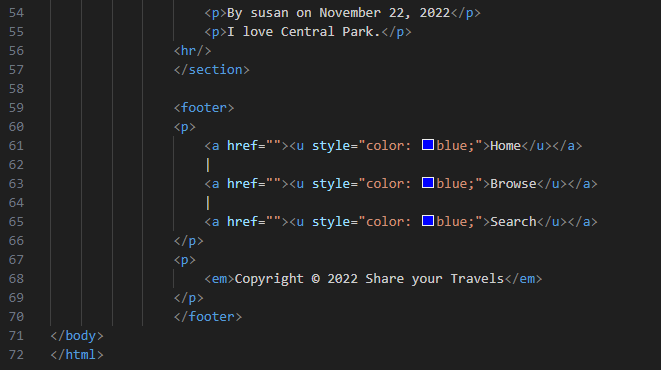 54 <p>By susan on November 22, 2022</p>
55 <p>I love Central Park.</p>
56 <hr/>
57 </section>
58
59 <footer>
60 <p>
61 <a href=""><u style="color: blue;">Home</u></a>
62 |
63 <a href=""><u style="color: blue;">Browse</u></a>
64 |
65 <a href=""><u style="color: blue;">Search</u></a>
66 </p>
67 <p>
68 <em>Copyright © 2022 Share your Travels</em>
69 </p>
70 </footer>
71 </body>
72 </html>